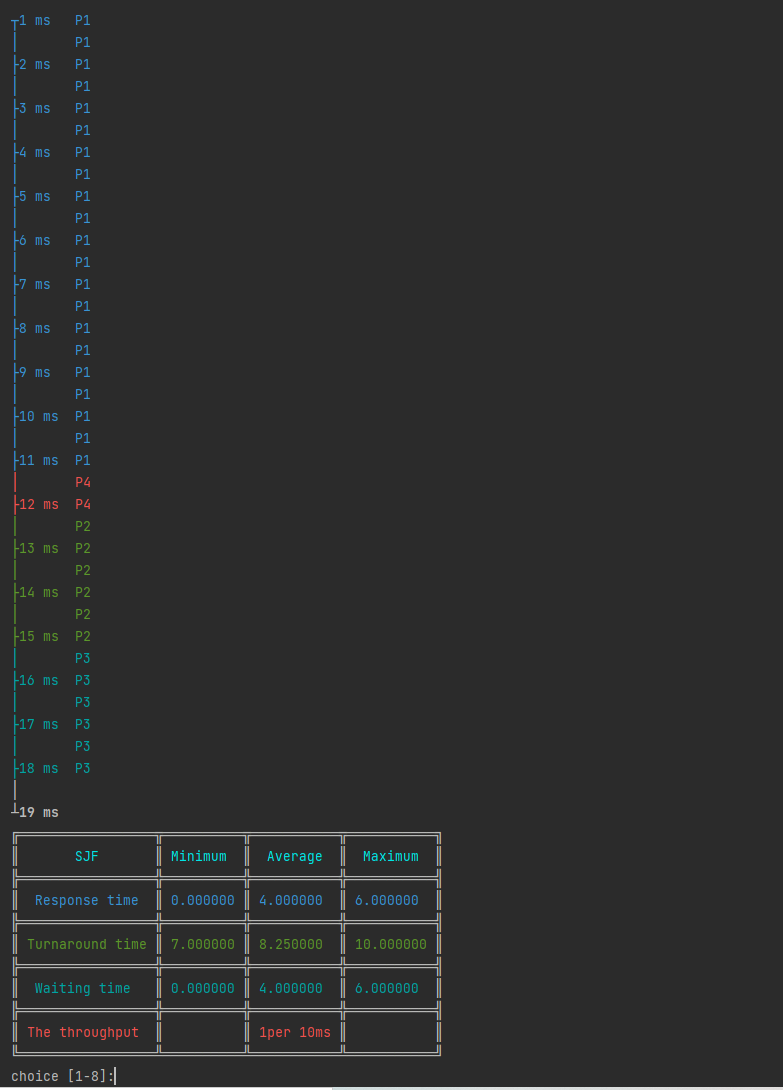 1 ms P1
P1
2 ms P1
P1
3 ms P1
P1
4 ms P1
P1
5 ms P1
P1
6 ms P1
P1
7 ms P1
P1
8 ms P1
P1
9 ms P1
P1
10 ms P1
P1
11 ms P1
P4
12 ms P4
P2
13 ms P2
P2
14 ms P2
P2
15 ms P2
P3
16 ms P3
P3
17 ms P3
P3
18 ms P3
19 ms
SJF Minimum Average Maximum
Response time 0.000000 4.000000 6.000000
Turnaround time 7.000000 8.250000 10.000000
Waiting time 0.000000 4.000000 6.000000
The throughput 1per 10ms
choice [1-8]: